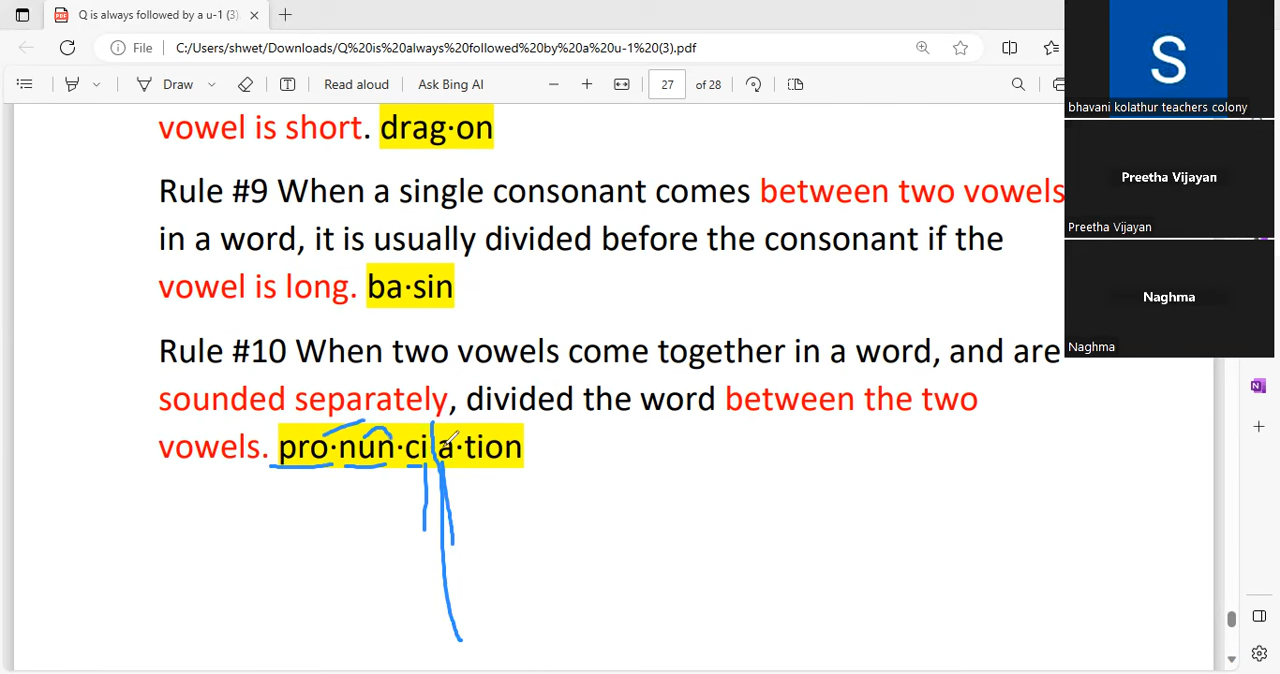 Q is always followed by a u-1 (3).
File C:/Users/shwet/Downloads/Q%20is%20always%20followed%20by%20a%20u-1%20(3).pdf
Draw Read aloud Ask Bing AI 27 of 28
vowel is short. drag·on
Rule #9 When a single consonant comes between two vowels
in a word, it is usually divided before the consonant if the
vowel is long. ba·sin
Rule #10 When two vowels come together in a word, and are
sounded separately, divided the word between the two
vowels. pro·nun·ci·a·tion
S
bhavani kolathur teachers colony
Preetha Vijayan
Preetha Vijayan
Naghma
Naghma